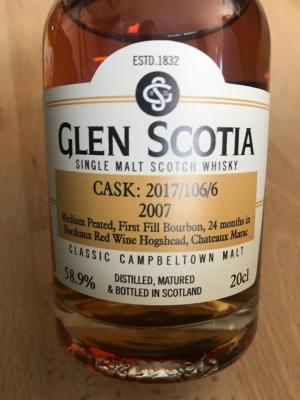 ESTD.1832
GLEN SCOTIA
SINGLE MALT SCOTCH WHISKY
CASK: 2017/106/6
2007
Medium Peated, First Fill Bourbon, 24 months in
Bordeaux Red Wine Hogshead, Chateaux Marac
CLASSIC CAMPBELTOWN MALT
58.9%
DISTILLED, MATURED
& BOTTLED IN SCOTLAND
20cl